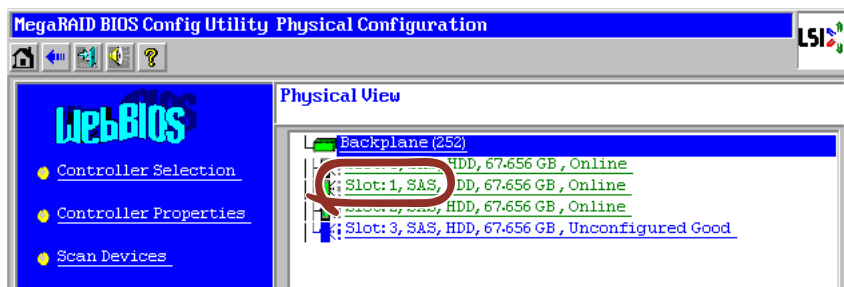 MegaRAID BIOS Config Utility Physical Configuration
LSI
WebBIOS
Physical View
Backplane (252)
HDD, 67.656 GB , Online
Controller Selection
Slot: 1, SAS, HDD, 67.656 GB , Online
Controller Properties
HDD, 67.656 GB , Online
Slot: 3, SAS, HDD, 67.656 GB , Unconfigured Good
Scan Devices